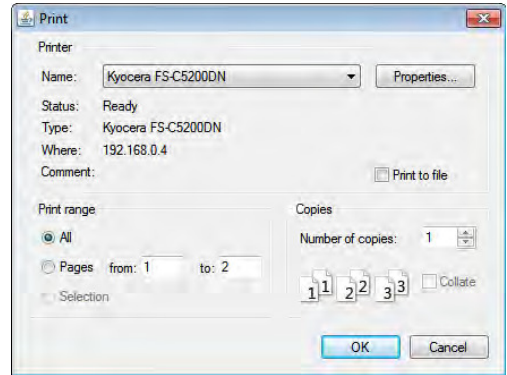 Print
Printer
Name: Kyocera FS-C5200DN Properties...
Status: Ready
Type: Kyocera FS-C5200DN
Where: 192.168.0.4
Comment: Print to file
Print range
All
Pages from: 1 to: 2
Selection
Copies
Number of copies: 1
1 1 2 2 3 3 Collate
OK Cancel